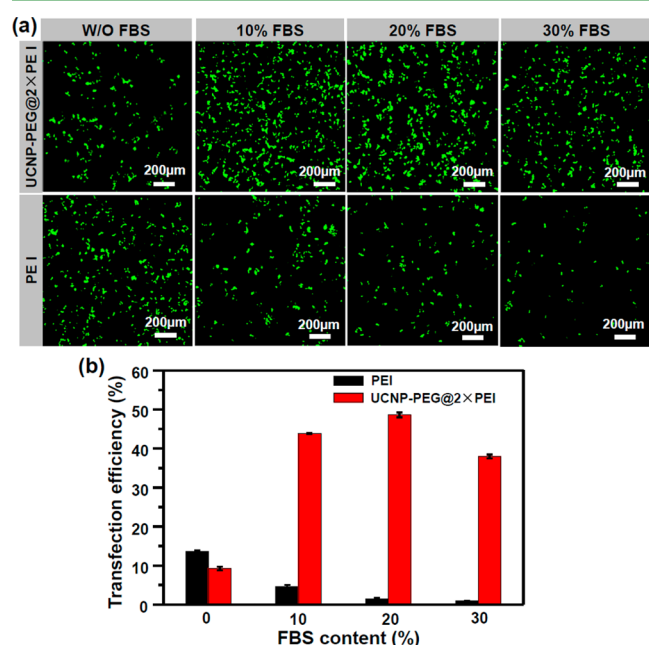 (a)
W/O FBS 10% FBS 20% FBS 30% FBS
UCNP-PEG@2×PEI
200μm 200μm 200μm 200μm
PEI
200μm 200μm 200μm 200μm
(b)
PEI
UCNP-PEG@2×PEI
Transfection efficiency (%)
60
50
40
30
20
10
0
0 10 20 30
FBS content (%)